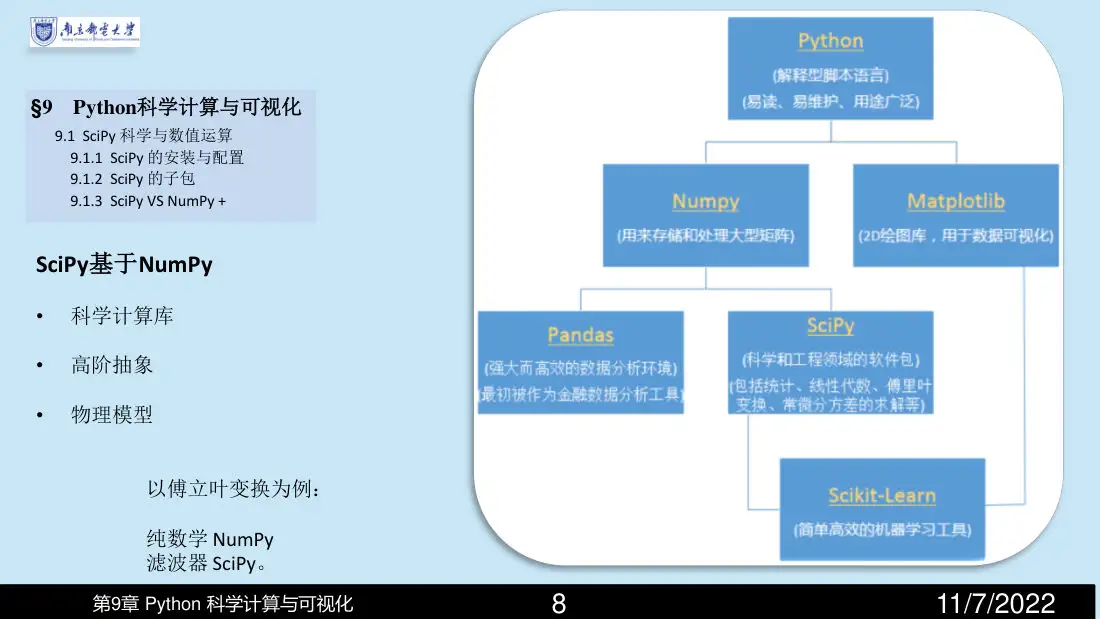 南京邮电大学
§9 Python科学计算与可视化
9.1 SciPy 科学与数值运算
9.1.1 SciPy 的安装与配置
9.1.2 SciPy 的子包
9.1.3 SciPy VS NumPy +
SciPy基于NumPy
• 科学计算库
• 高阶抽象
• 物理模型
以傅立叶变换为例：
纯数学 NumPy
滤波器 SciPy。
Python
(解释型脚本语言)
(易读、易维护、用途广泛)
Numpy
(用来存储和处理大型矩阵)
Matplotlib
(2D绘图库，用于数据可视化)
Pandas
(强大而高效的数据分析环境)
(最初被作为金融数据分析工具)
SciPy
(科学和工程领域的软件包)
(包括统计、线性代数、傅里叶
变换、常微分方差的求解等)
Scikit-Learn
(简单高效的机器学习工具)
第9章 Python 科学计算与可视化
8
11/7/2022